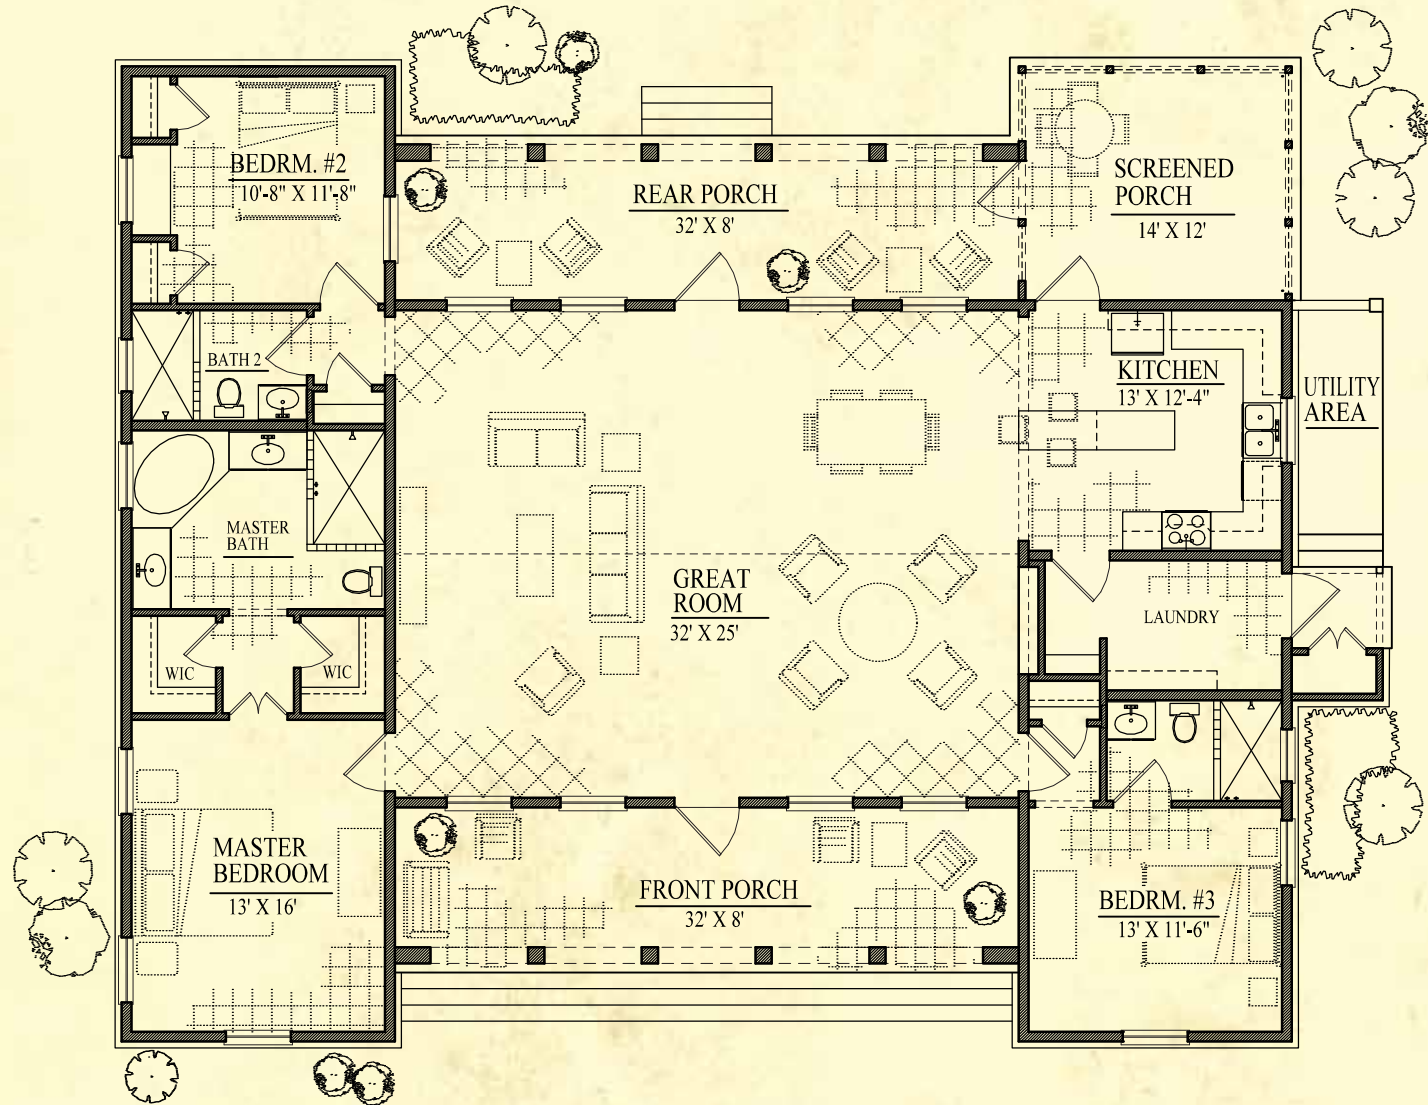 BEDRM. #2
10'-8" X 11'-8"
REAR PORCH
32' X 8'
SCREENED
PORCH
14' X 12'
BATH 2
KITCHEN
13' X 12'-4"
UTILITY
AREA
MASTER
BATH
GREAT
ROOM
32' X 25'
LAUNDRY
WIC
WIC
MASTER
BEDROOM
13' X 16'
FRONT PORCH
32' X 8'
BEDRM. #3
13' X 11'-6"